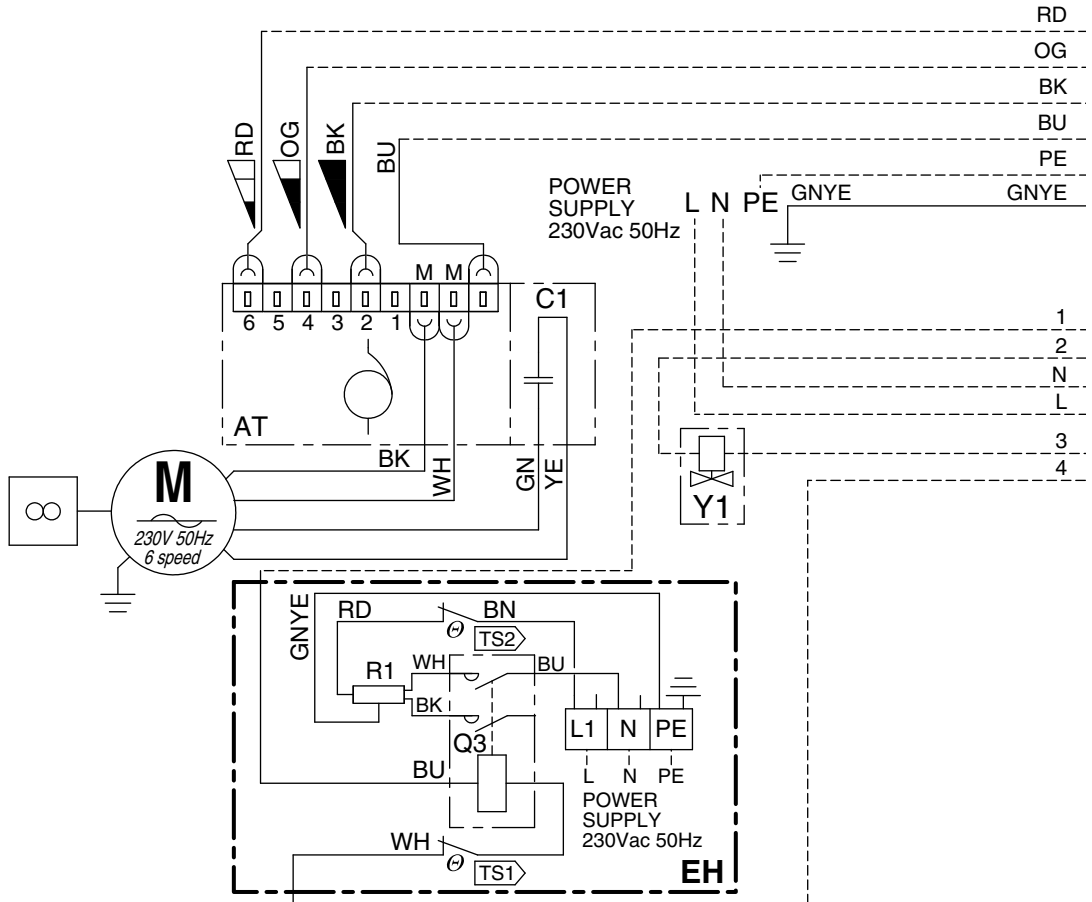 RD
OG
BK
BU
PE
GNYE
GNYE
RD
OG
BK
BU
POWER
SUPPLY
230Vac 50Hz
L N PE
M M
6 5 4 3 2 1
C1
AT
1
2
N
L
3
4
Y1
BK
WH
GN
YE
M
230V 50Hz
6 speed
GNYE
RD
BN
Θ
TS2
R1
WH
BU
BK
Q3
L1 N PE
L N PE
BU
POWER
SUPPLY
230Vac 50Hz
WH
Θ
TS1
EH